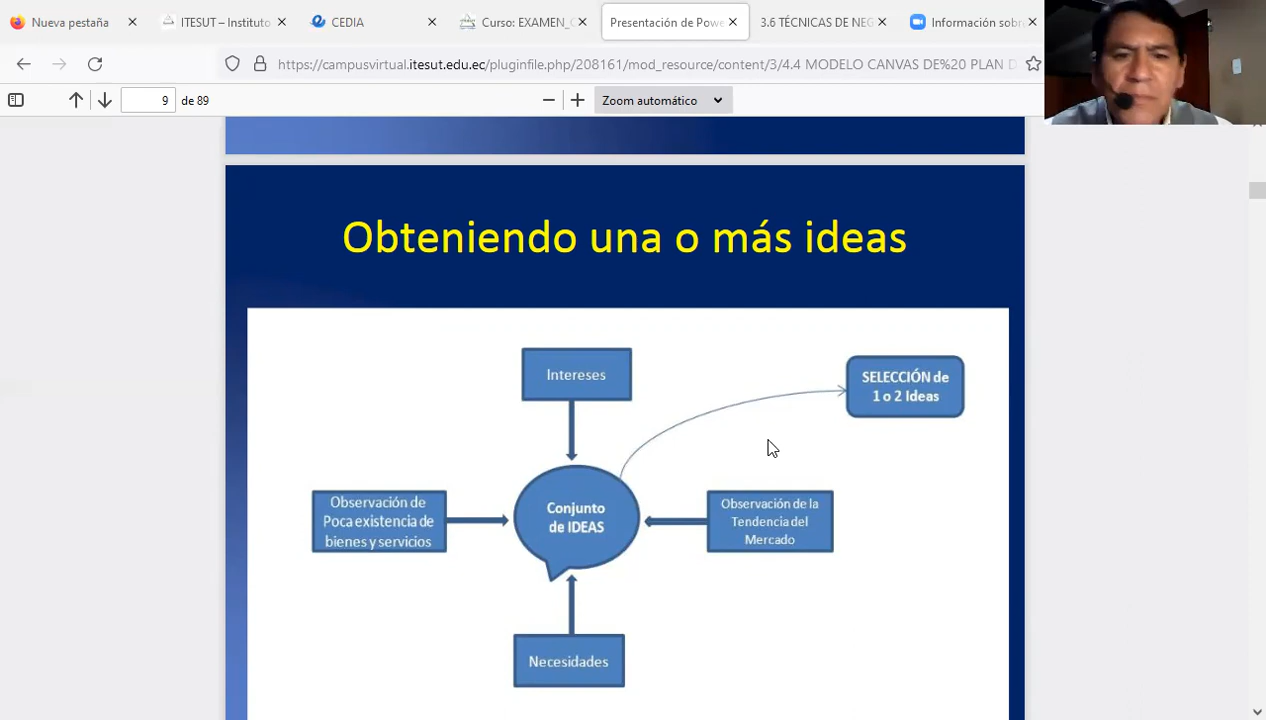 Nueva pestaña
ITESUT – Instituto
CEDIA
Curso: EXAMEN_C
Presentación de Powe
3.6 TÉCNICAS DE NEG
Información sobr
https://campusvirtual.itesut.edu.ec/pluginfile.php/208161/mod_resource/content/3/4.4 MODELO CANVAS DE%20 PLAN D
9 de 89
Zoom automático
Obteniendo una o más ideas
Intereses
SELECCIÓN de
1 o 2 Ideas
Observación de
Poca existencia de
bienes y servicios
Conjunto
de IDEAS
Observación de la
Tendencia del
Mercado
Necesidades